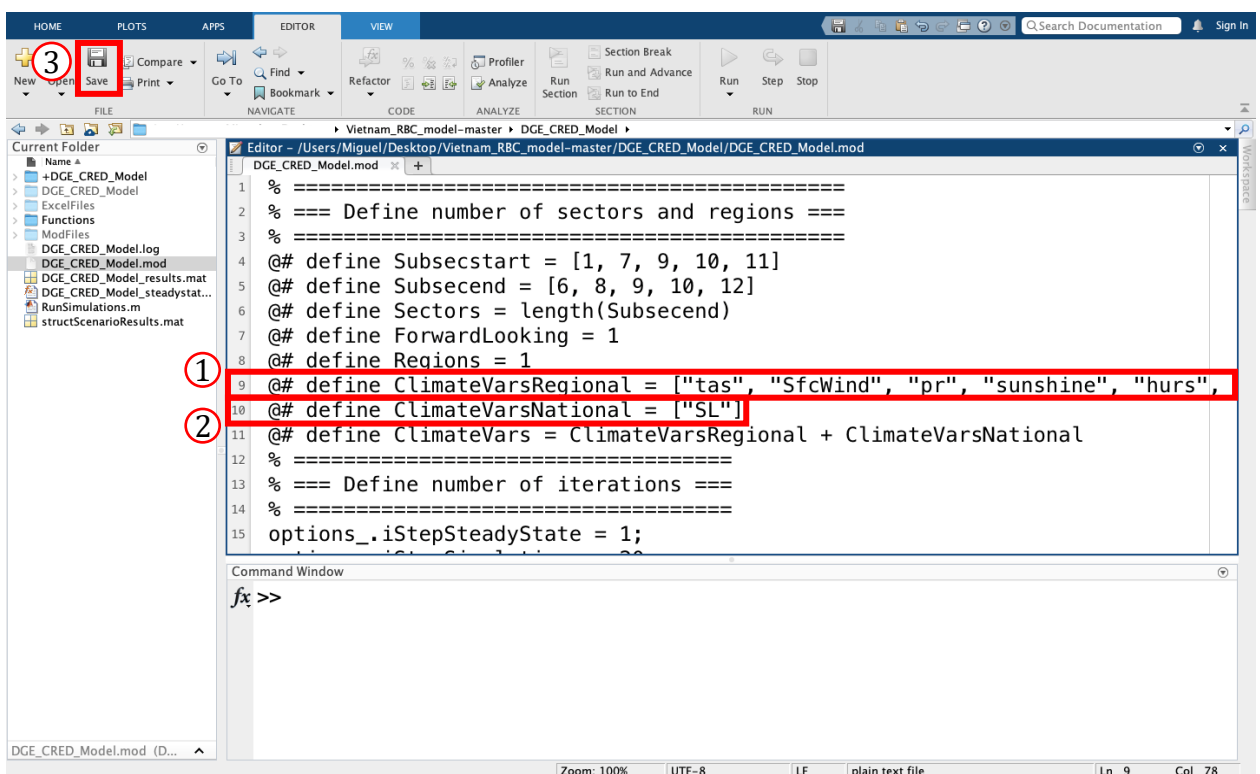 HOME PLOTS APPS EDITOR VIEW Search Documentation Sign In
③ Compare Profiler Section Break
Find Run and Advance
New Open Save Print Go To Bookmark Refactor Analyze Run Section Run to End Run Step Stop
FILE NAVIGATE CODE ANALYZE SECTION RUN
Vietnam_RBC_model-master DGE_CRED_Model
Current Folder
Name
+DGE_CRED_Model
DGE_CRED_Model
ExcelFiles
Functions
ModFiles
DGE_CRED_Model.log
DGE_CRED_Model.mod
DGE_CRED_Model_results.mat
DGE_CRED_Model_steadystat...
RunSimulations.m
structScenarioResults.mat
DGE_CRED_Model.mod (D...
Editor – /Users/Miguel/Desktop/Vietnam_RBC_model-master/DGE_CRED_Model/DGE_CRED_Model.mod
DGE_CRED_Model.mod × +
1 % ============================================
2 % === Define number of sectors and regions ===
3 % ============================================
4 @# define Subsecstart = [1, 7, 9, 10, 11]
5 @# define Subsecend = [6, 8, 9, 10, 12]
6 @# define Sectors = length(Subsecend)
7 @# define ForwardLooking = 1
8 @# define Regions = 1
① 9 @# define ClimateVarsRegional = ["tas", "SfcWind", "pr", "sunshine", "hurs",
② 10 @# define ClimateVarsNational = ["SL"]
11 @# define ClimateVars = ClimateVarsRegional + ClimateVarsNational
12 % ===================================
13 % === Define number of iterations ===
14 % ===================================
15 options_.iStepSteadyState = 1;
Workspace
Command Window
fx >>
Zoom: 100% UTF-8 LF plain text file Ln 9 Col 78